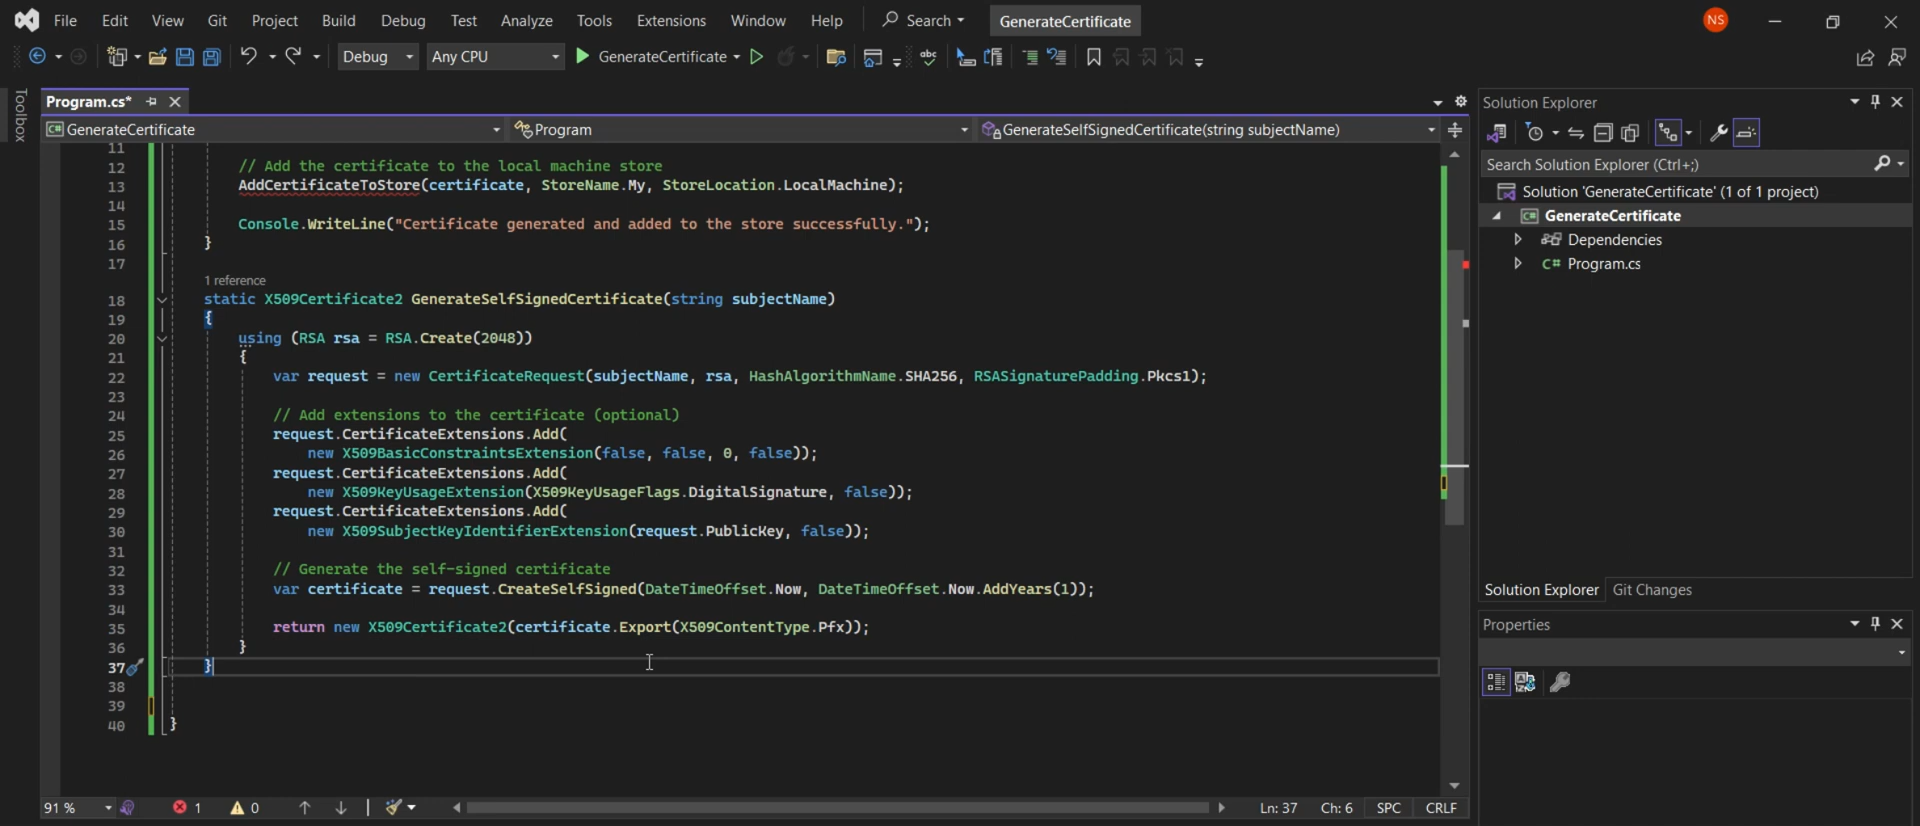 File Edit View Git Project Build Debug Test Analyze Tools Extensions Window Help Search GenerateCertificate NS
Debug Any CPU GenerateCertificate
Toolbox
Program.cs*
GenerateCertificate Program GenerateSelfSignedCertificate(string subjectName)
11
12 // Add the certificate to the local machine store
13 AddCertificateToStore(certificate, StoreName.My, StoreLocation.LocalMachine);
14
15 Console.WriteLine("Certificate generated and added to the store successfully.");
16 }
17
1 reference
18 static X509Certificate2 GenerateSelfSignedCertificate(string subjectName)
19 {
20 using (RSA rsa = RSA.Create(2048))
21 {
22 var request = new CertificateRequest(subjectName, rsa, HashAlgorithmName.SHA256, RSASignaturePadding.Pkcs1);
23
24 // Add extensions to the certificate (optional)
25 request.CertificateExtensions.Add(
26 new X509BasicConstraintsExtension(false, false, 0, false));
27 request.CertificateExtensions.Add(
28 new X509KeyUsageExtension(X509KeyUsageFlags.DigitalSignature, false));
29 request.CertificateExtensions.Add(
30 new X509SubjectKeyIdentifierExtension(request.PublicKey, false));
31
32 // Generate the self-signed certificate
33 var certificate = request.CreateSelfSigned(DateTimeOffset.Now, DateTimeOffset.Now.AddYears(1));
34
35 return new X509Certificate2(certificate.Export(X509ContentType.Pfx));
36 }
37 }
38
39
40 }
91 % 1 0 Ln: 37 Ch: 6 SPC CRLF
Solution Explorer
Search Solution Explorer (Ctrl+;)
Solution 'GenerateCertificate' (1 of 1 project)
GenerateCertificate
Dependencies
C# Program.cs
Solution Explorer Git Changes
Properties